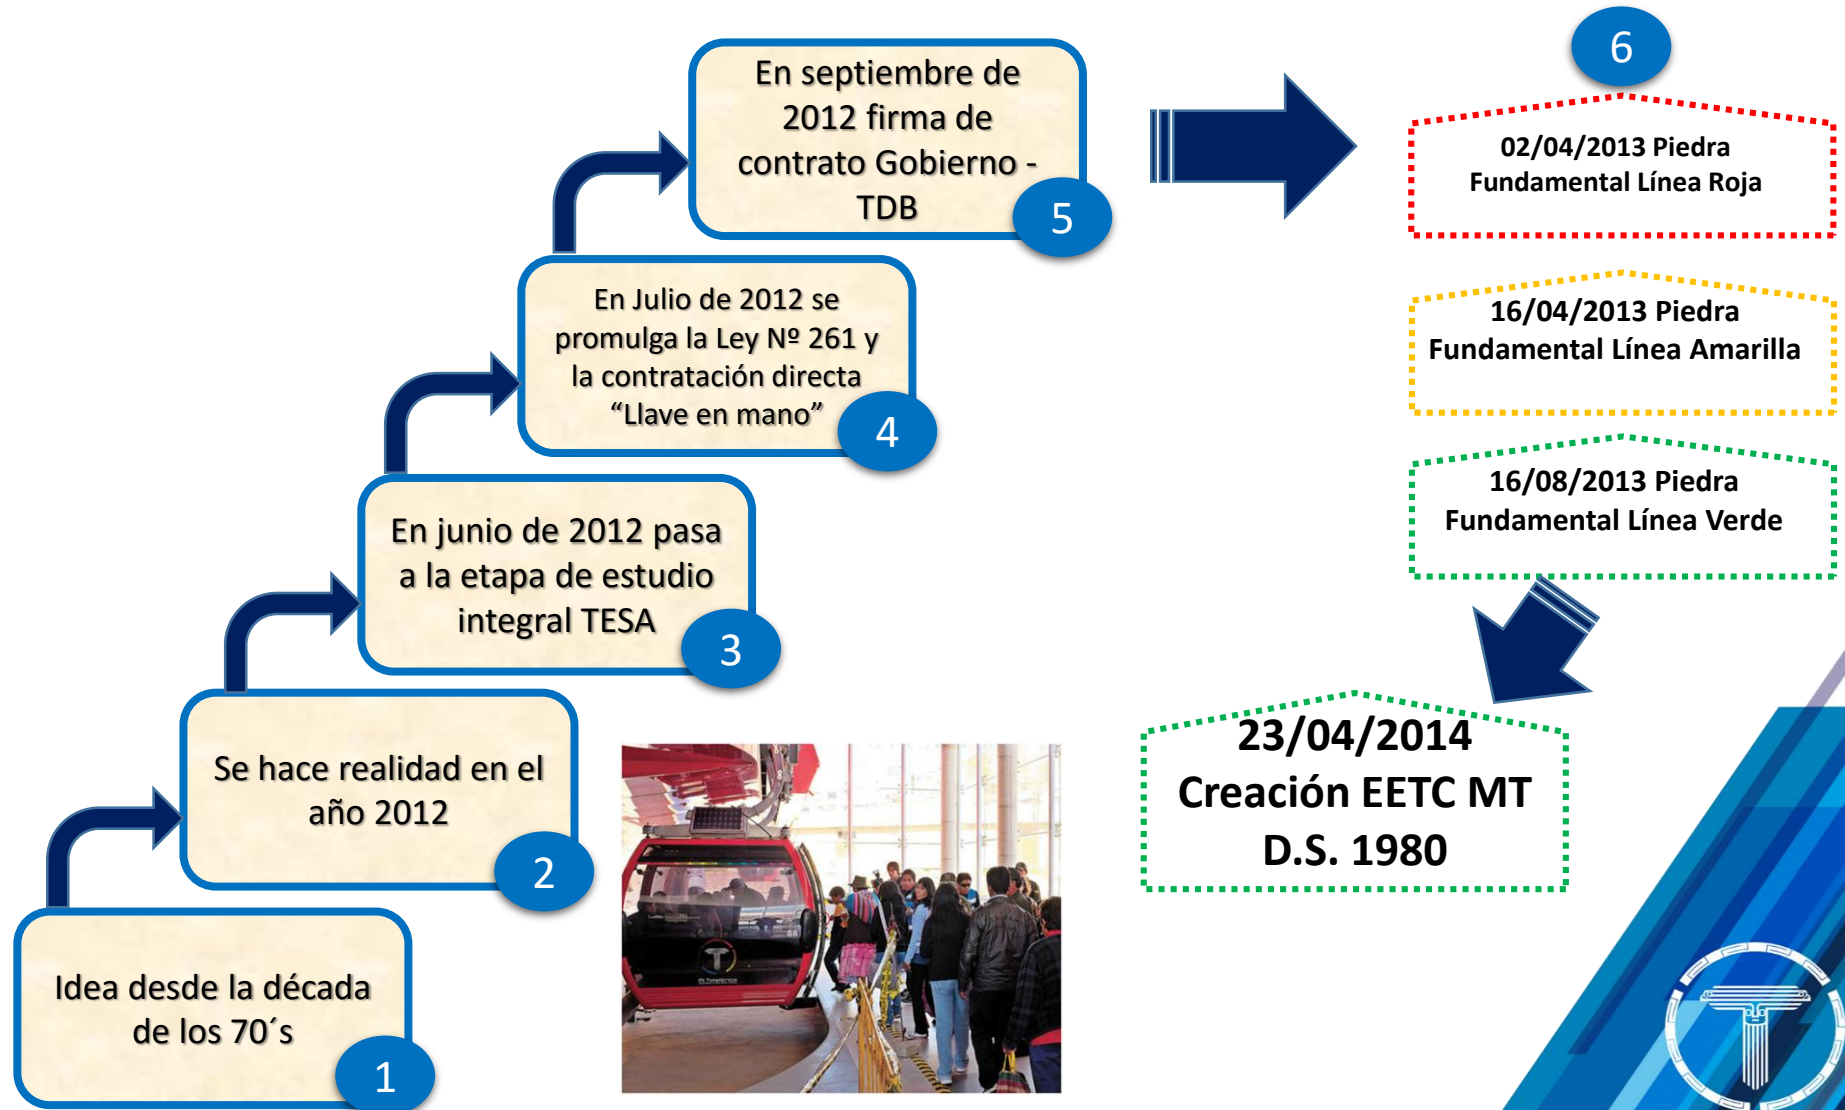 Idea desde la década
de los 70´s
1
Se hace realidad en el
año 2012
2
En junio de 2012 pasa
a la etapa de estudio
integral TESA
3
En Julio de 2012 se
promulga la Ley Nº 261 y
la contratación directa
“Llave en mano”
4
En septiembre de
2012 firma de
contrato Gobierno -
TDB
5
6
02/04/2013 Piedra
Fundamental Línea Roja
16/04/2013 Piedra
Fundamental Línea Amarilla
16/08/2013 Piedra
Fundamental Línea Verde
23/04/2014
Creación EETC MT
D.S. 1980